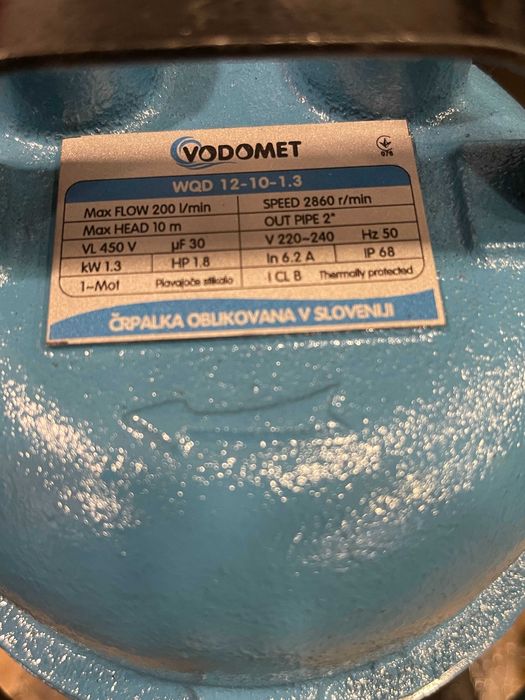 VODOMET
076
WQD 12-10-1.3
Max FLOW 200 l/min SPEED 2860 r/min
Max HEAD 10 m OUT PIPE 2"
VL 450 V µF 30 V 220~240 Hz 50
kW 1.3 HP 1.8 In 6.2 A IP 68
1~Mot Plavajoče stikalo I CL B Thermally protected
ČRPALKA OBLIKOVANA V SLOVENIJI